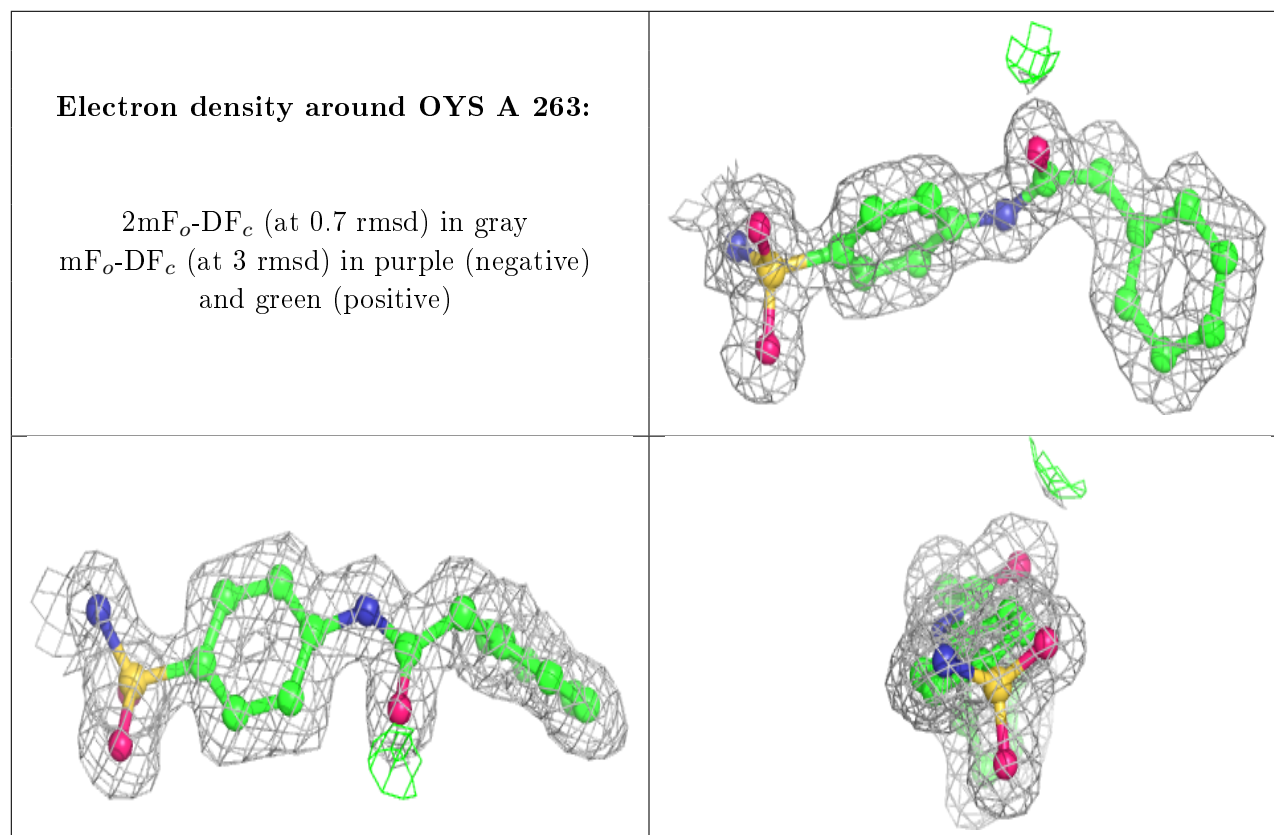 Electron density around OYS A 263:
2mFₒ-DF𝒸 (at 0.7 rmsd) in gray
mFₒ-DF𝒸 (at 3 rmsd) in purple (negative)
and green (positive)